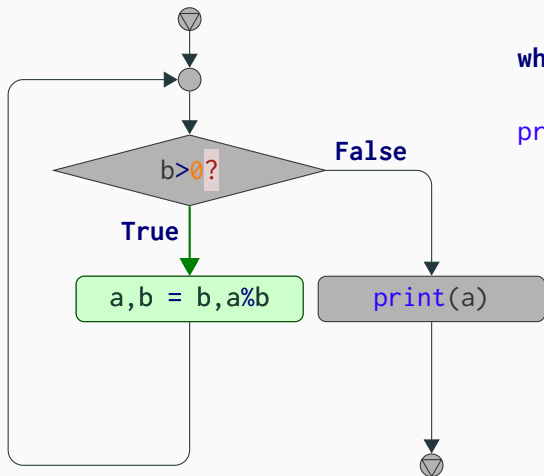 wh
pr
b>0?
False
True
a,b = b,a%b
print(a)